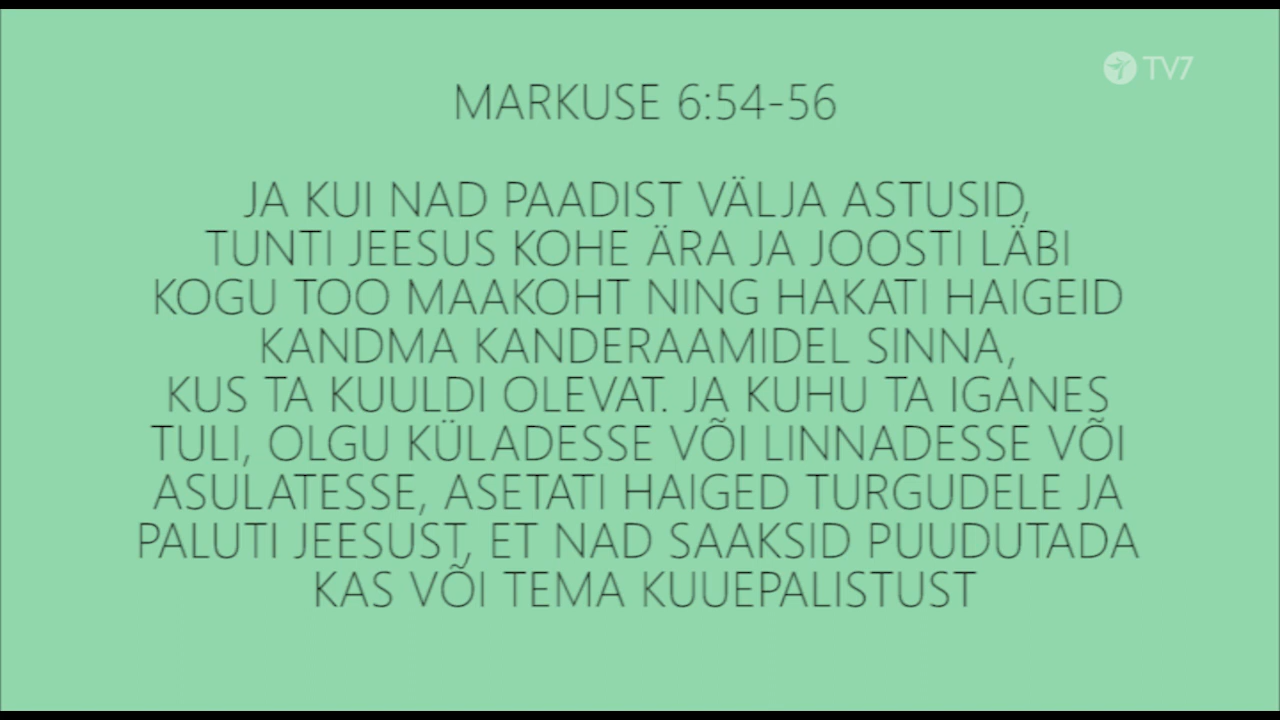 TV7
MARKUSE 6:54-56
JA KUI NAD PAADIST VÄLJA ASTUSID,
TUNTI JEESUS KOHE ÄRA JA JOOSTI LÄBI
KOGU TOO MAAKOHT NING HAKATI HAIGEID
KANDMA KANDERAAMIDEL SINNA,
KUS TA KUULDI OLEVAT. JA KUHU TA IGANES
TULI, OLGU KÜLADESSE VÕI LINNADESSE VÕI
ASULATESSE, ASETATI HAIGED TURGUDELE JA
PALUTI JEESUST, ET NAD SAAKSID PUUDUTADA
KAS VÕI TEMA KUUEPALISTUST